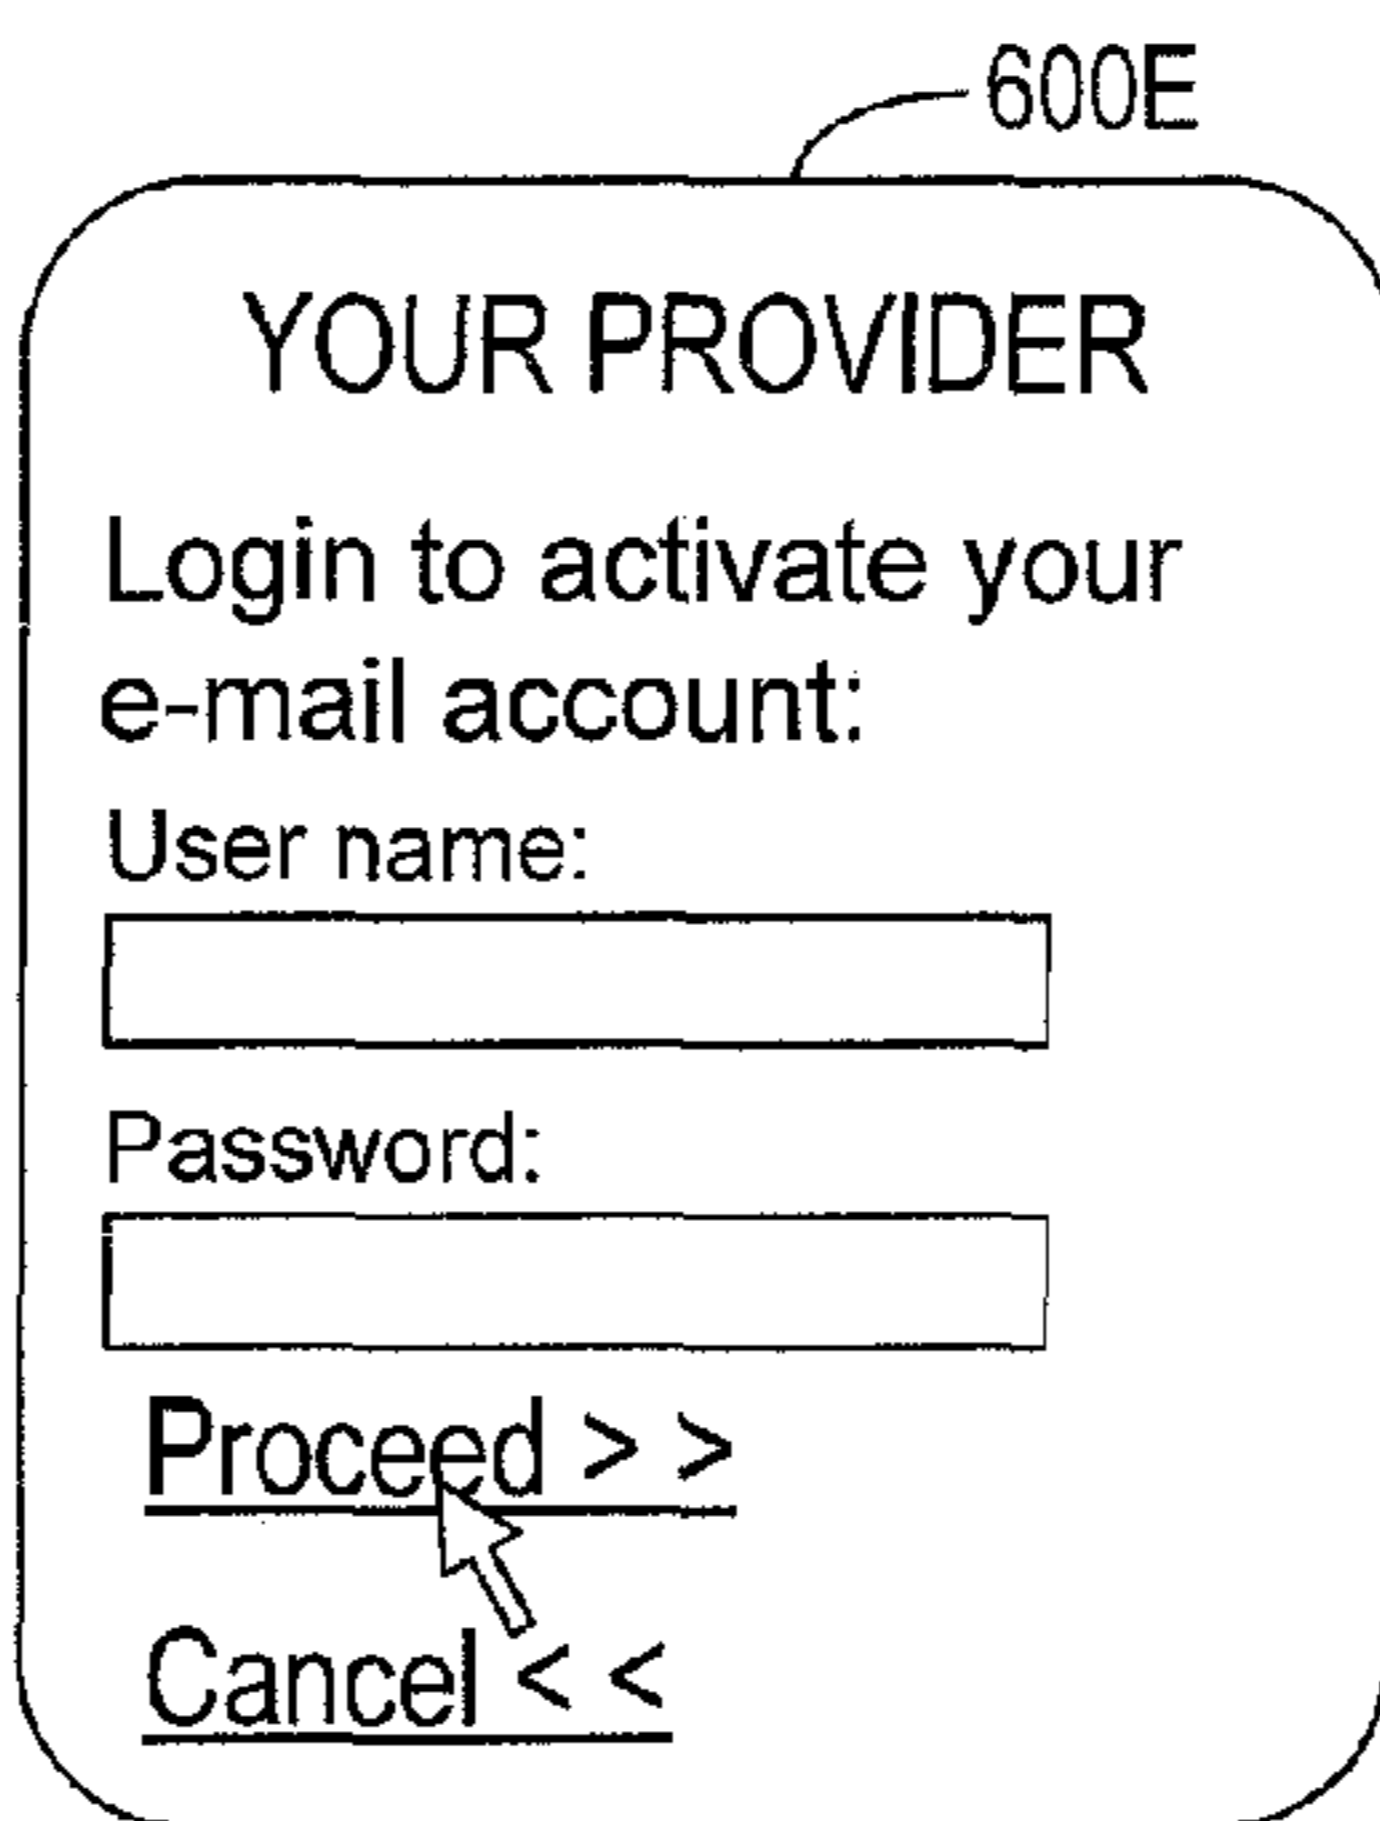 600E
YOUR PROVIDER
Login to activate your
e-mail account:
User name:
Password:
Proceed > >
Cancel < <